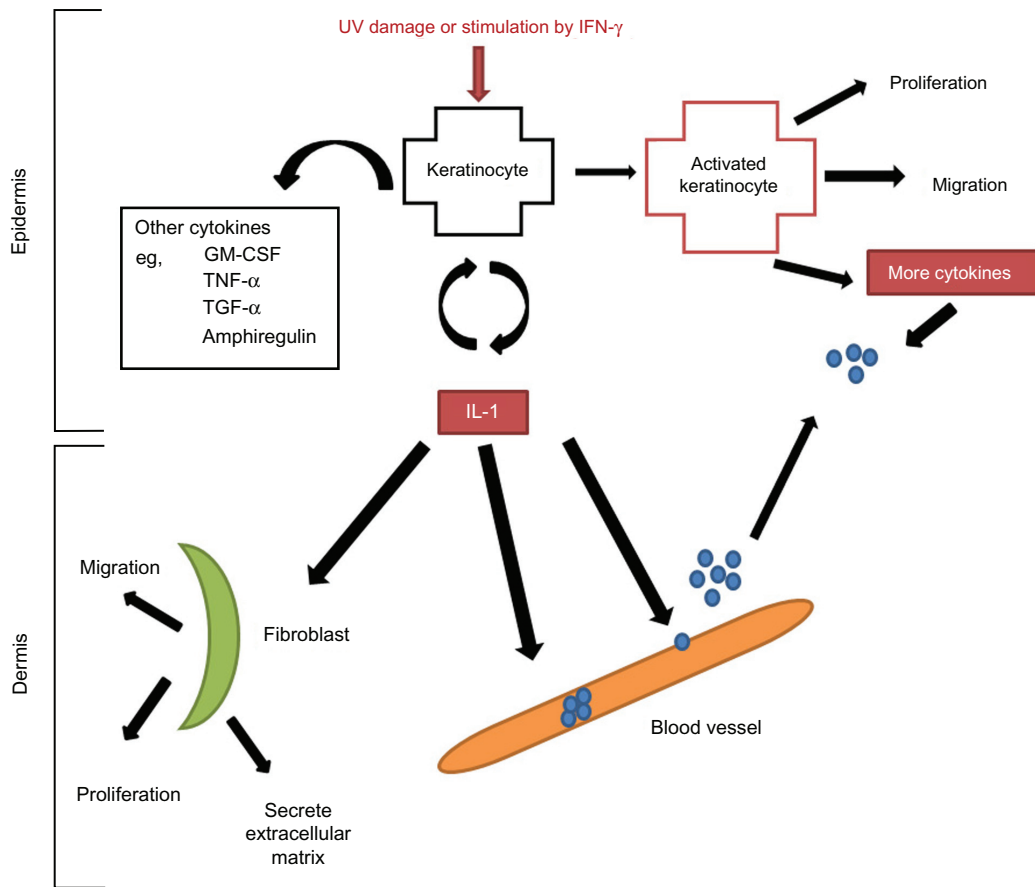 UV damage or stimulation by IFN-γ
Epidermis
Keratinocyte
Activated
keratinocyte
Proliferation
Migration
More cytokines
Other cytokines
eg, GM-CSF
TNF-α
TGF-α
Amphiregulin
IL-1
Dermis
Migration
Fibroblast
Proliferation
Secrete
extracellular
matrix
Blood vessel